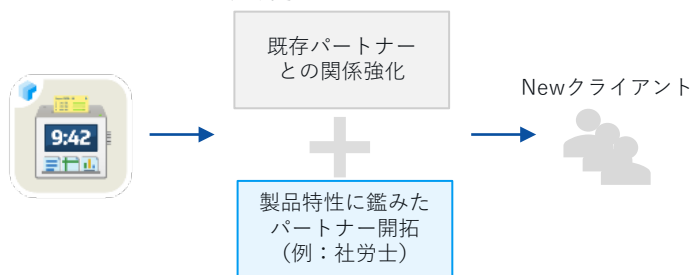 既存パートナー
との関係強化
Newクライアント
9:42
製品特性に鑑みた
パートナー開拓
（例：社労士）